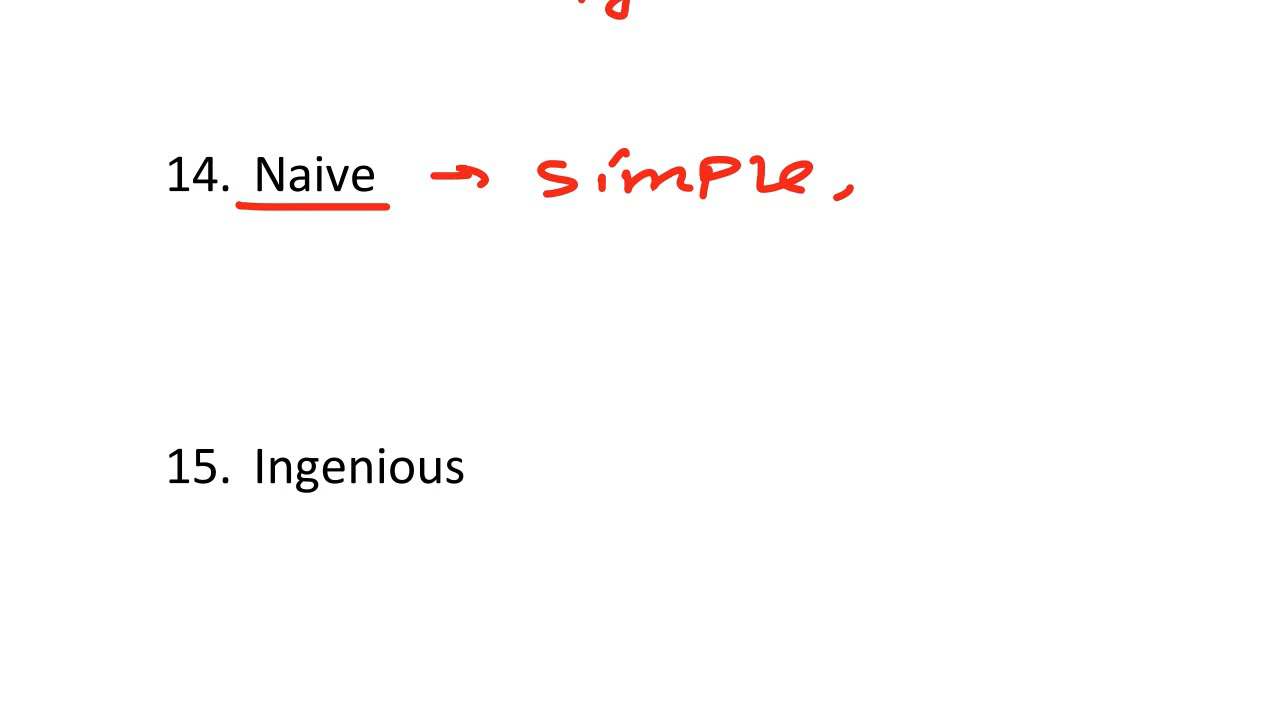 14. Naive → simple,
15. Ingenious